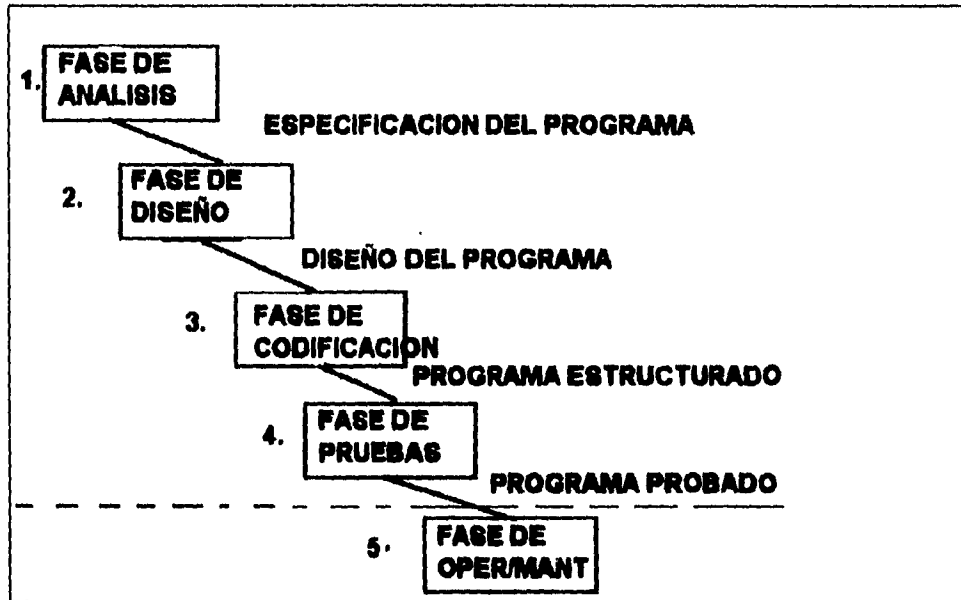 1. FASE DE
ANALISIS
ESPECIFICACION DEL PROGRAMA
2. FASE DE
DISEÑO
DISEÑO DEL PROGRAMA
3. FASE DE
CODIFICACION
PROGRAMA ESTRUCTURADO
4. FASE DE
PRUEBAS
PROGRAMA PROBADO
5. FASE DE
OPER/MANT